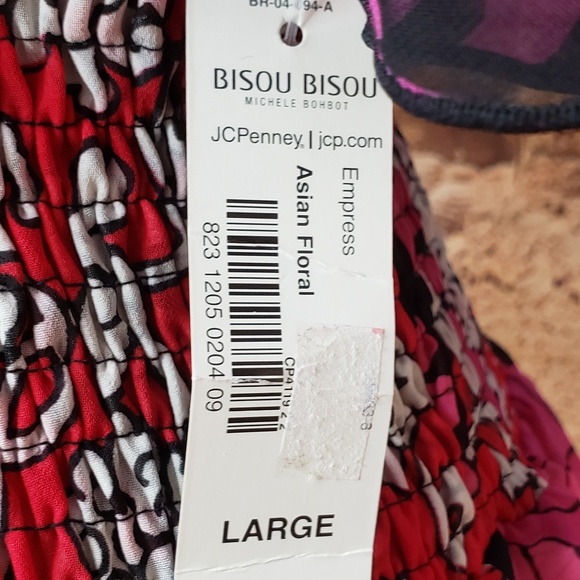 BISOU BISOU
MICHELE BOHBOT
JCPenney | jcp.com
Empress
Asian Floral
823 1205 0204 09
LARGE